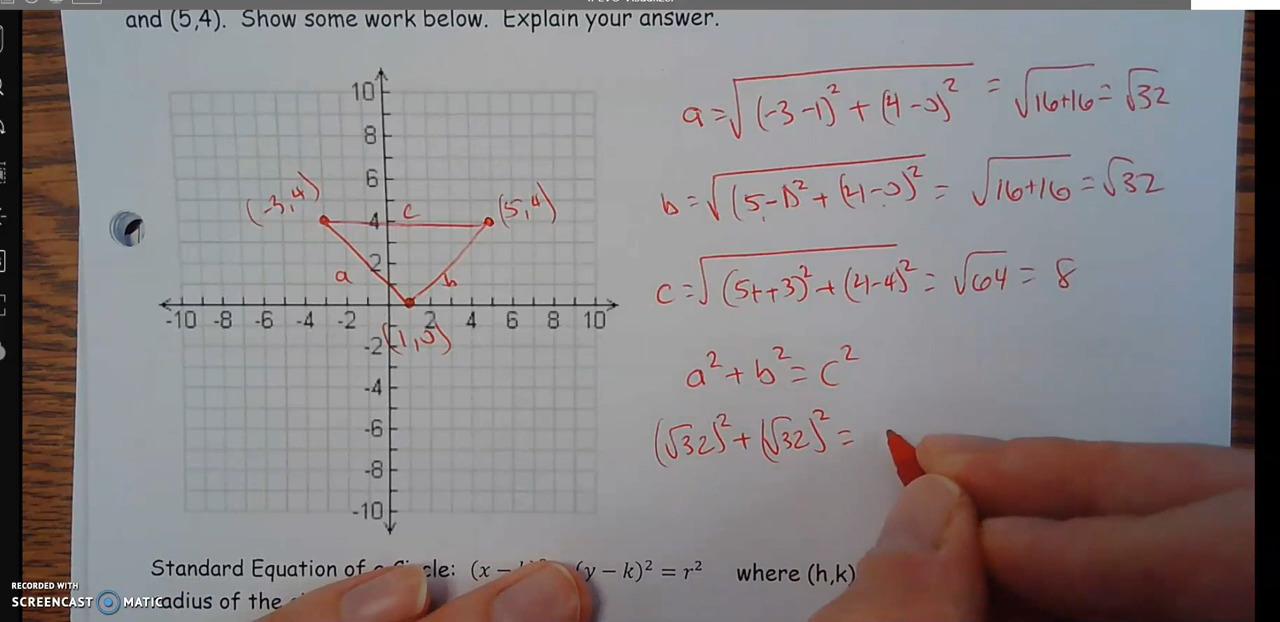 and (5,4). Show some work below. Explain your answer.
a = √(-3-1)² + (4-0)² = √16+16 = √32
b = √(5-1)² + (4-0)² = √16+16 = √32
c = √(5++3)² + (4-4)² = √64 = 8
a² + b² = c²
(√32)² + (√32)² =
10
8
6
(-3,4)
4
c
(5,4)
2
a
b
-10 -8 -6 -4 -2 2 4 6 8 10
(1,0)
-2
-4
-6
-8
-10
Standard Equation of a Circle: (x − (y − k)² = r² where (h,k)
radius of the
RECORDED WITH
SCREENCAST MATIC